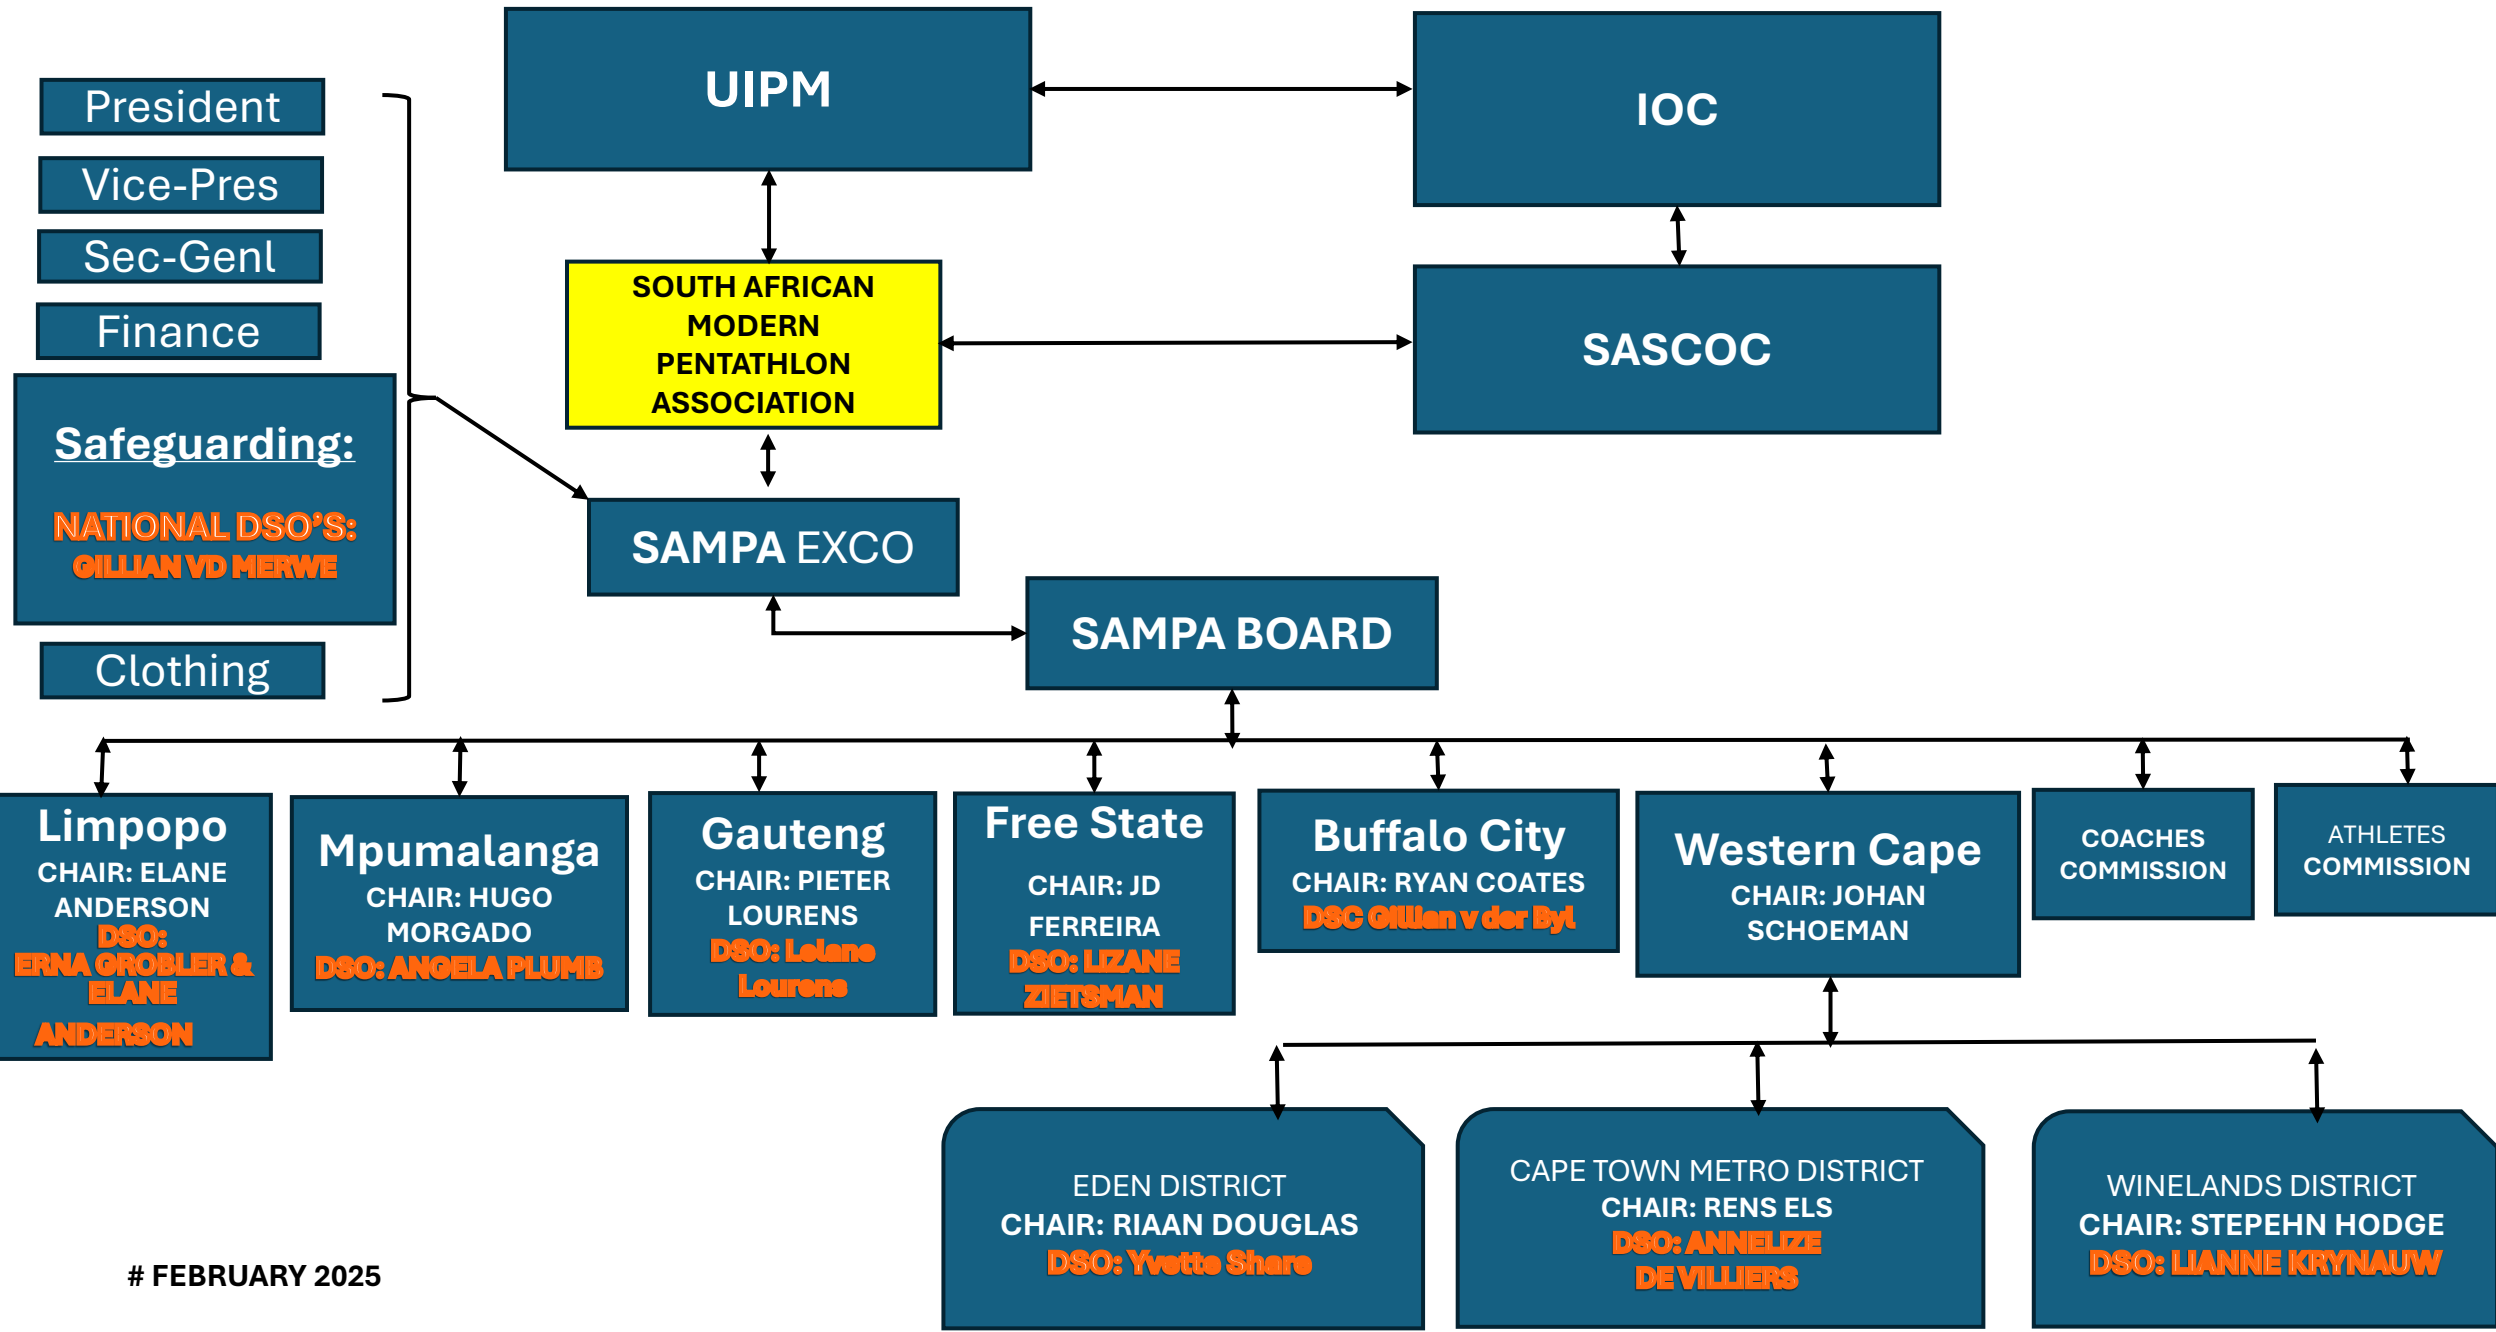 UIPM
IOC
President
Vice-Pres
Sec-Genl
Finance
Safeguarding:
NATIONAL DSO'S:
GILLIAN VD MERWE
Clothing
SOUTH AFRICAN
MODERN
PENTATHLON
ASSOCIATION
SASCOC
SAMPA EXCO
SAMPA BOARD
Limpopo
CHAIR: ELANE
ANDERSON
DSO:
ERNA GROBLER &
ELANE
ANDERSON
Mpumalanga
CHAIR: HUGO
MORGADO
DSO: ANGELA PLUMB
Gauteng
CHAIR: PIETER
LOURENS
DSO: Lelane
Lourens
Free State
CHAIR: JD
FERREIRA
DSO: LIZANE
ZIETSMAN
Buffalo City
CHAIR: RYAN COATES
DSC Gillian v der Byl
Western Cape
CHAIR: JOHAN
SCHOEMAN
COACHES
COMMISSION
ATHLETES
COMMISSION
EDEN DISTRICT
CHAIR: RIAAN DOUGLAS
DSO: Yvette Share
CAPE TOWN METRO DISTRICT
CHAIR: RENS ELS
DSO: ANNELIZE
DE VILLIERS
WINELANDS DISTRICT
CHAIR: STEPEHN HODGE
DSO: LIANNE KRYNAUW
# FEBRUARY 2025